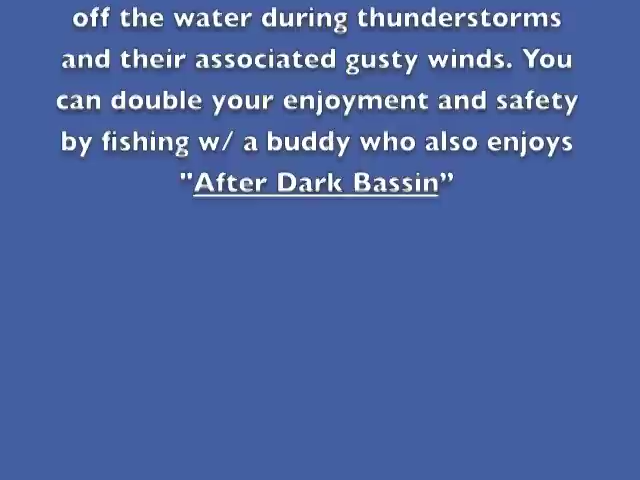 off the water during thunderstorms
and their associated gusty winds. You
can double your enjoyment and safety
by fishing w/ a buddy who also enjoys
"After Dark Bassin”